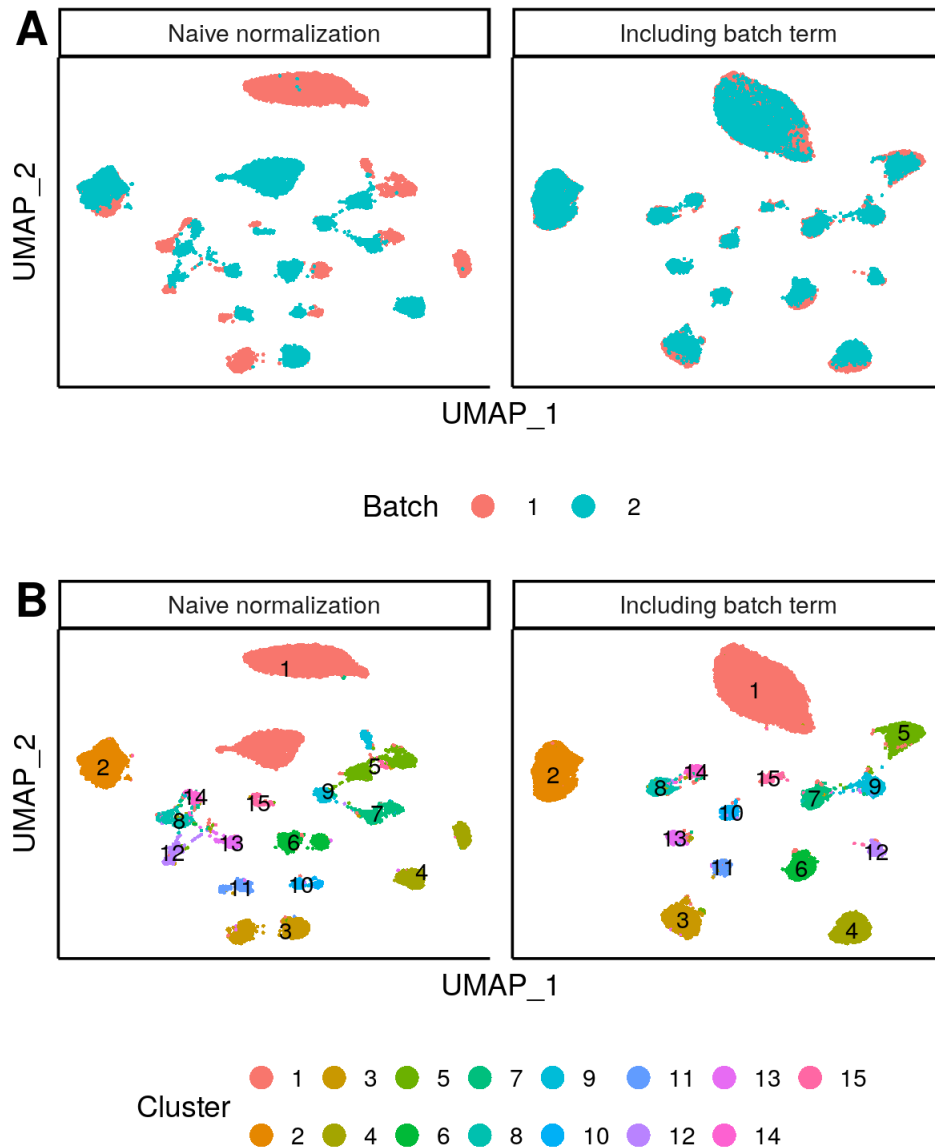 A
Naive normalization
Including batch term
UMAP_2
UMAP_1
Batch 1 2
B
Naive normalization
Including batch term
UMAP_2
1
2
3
4
5
6
7
8
9
10
11
12
13
14
15
1
2
3
4
5
6
7
8
9
10
11
12
13
14
15
UMAP_1
Cluster
1 3 5 7 9 11 13 15
2 4 6 8 10 12 14